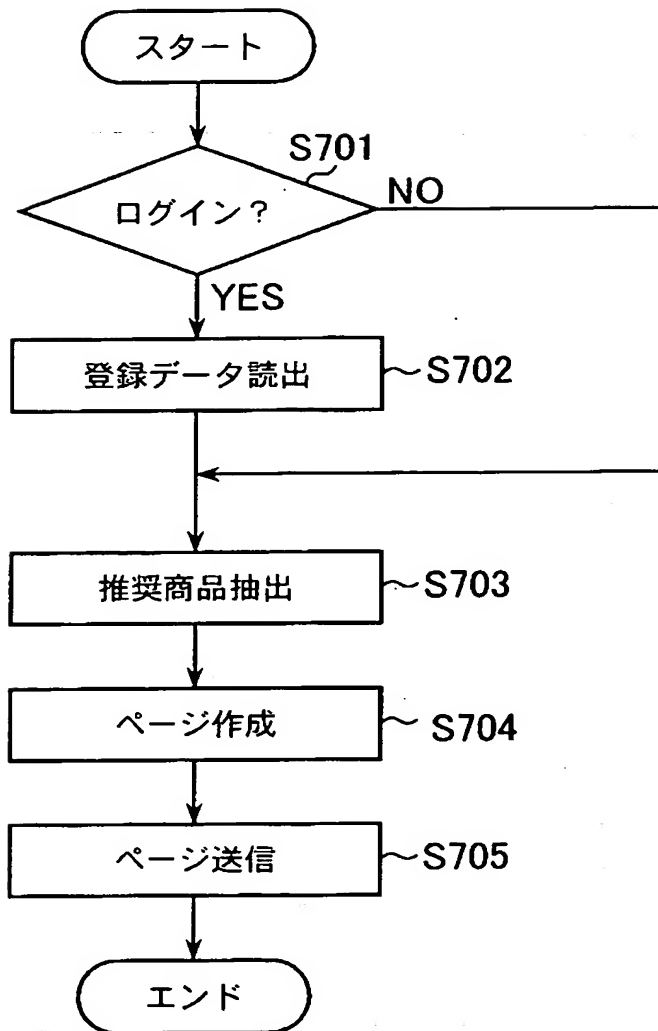 スタート
S701
ログイン?
NO
YES
登録データ読出
S702
推奨商品抽出
S703
ページ作成
S704
ページ送信
S705
エンド